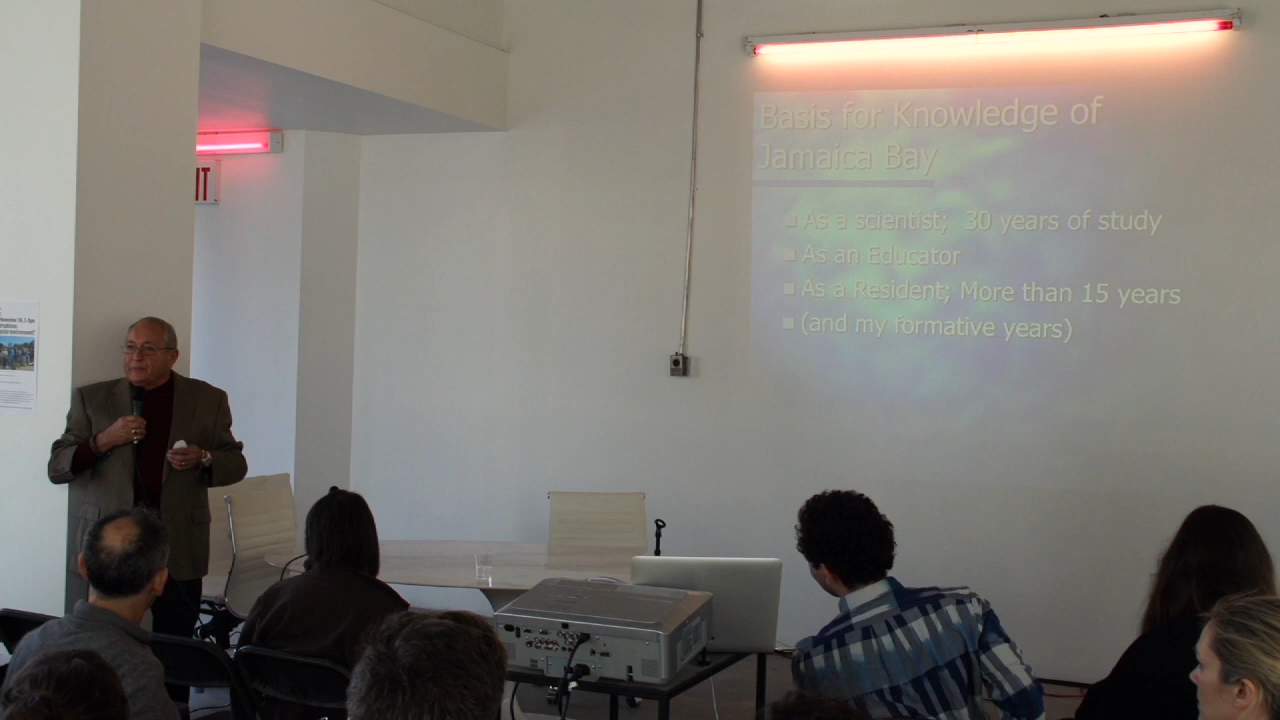 Basis for Knowledge of
Jamaica Bay
As a scientist; 30 years of study
As an Educator
As a Resident; More than 15 years
(and my formative years)
IT